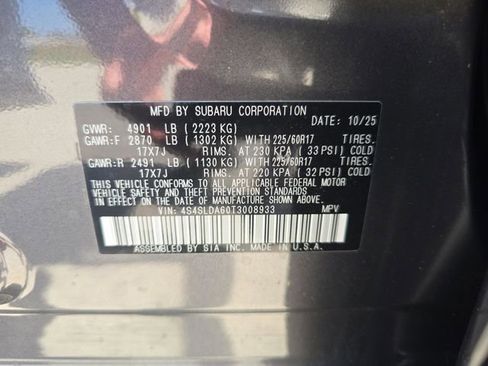 MFD BY SUBARU CORPORATION DATE: 10/25
GVWR: 4901 LB (2223 KG)
GAWR:F 2870 LB (1302 KG) WITH 225/60R17 TIRES.
17X7J RIMS. AT 230 KPA (33 PSI) COLD
GAWR:R 2491 LB (1130 KG) WITH 225/60R17 TIRES.
17X7J RIMS. AT 220 KPA (32 PSI) COLD
THIS VEHICLE CONFORMS TO ALL APPLICABLE FEDERAL MOTOR
VEHICLE SAFETY AND THEFT PREVENTION STANDARDS
IN EFFECT ON THE DATE OF MANUFACTURE
SHOWN ABOVE.
VIN: 4S4SLDA60T3008933 MPV
ASSEMBLED BY SIA INC. MADE IN U.S.A.